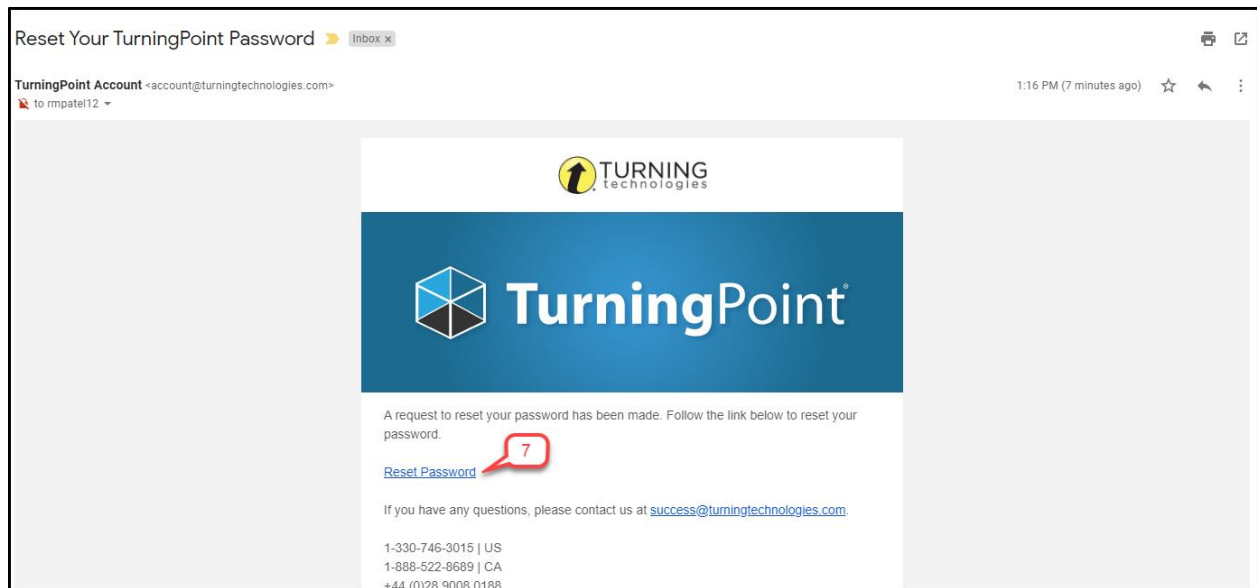 Reset Your TurningPoint Password Inbox x
TurningPoint Account <account@turningtechnologies.com>
1:16 PM (7 minutes ago)
to rmpatel12
TURNING
technologies
TurningPoint®
A request to reset your password has been made. Follow the link below to reset your
password.
7
Reset Password
If you have any questions, please contact us at success@turningtechnologies.com.
1-330-746-3015 | US
1-888-522-8689 | CA
+44 (0)28 9008 0188